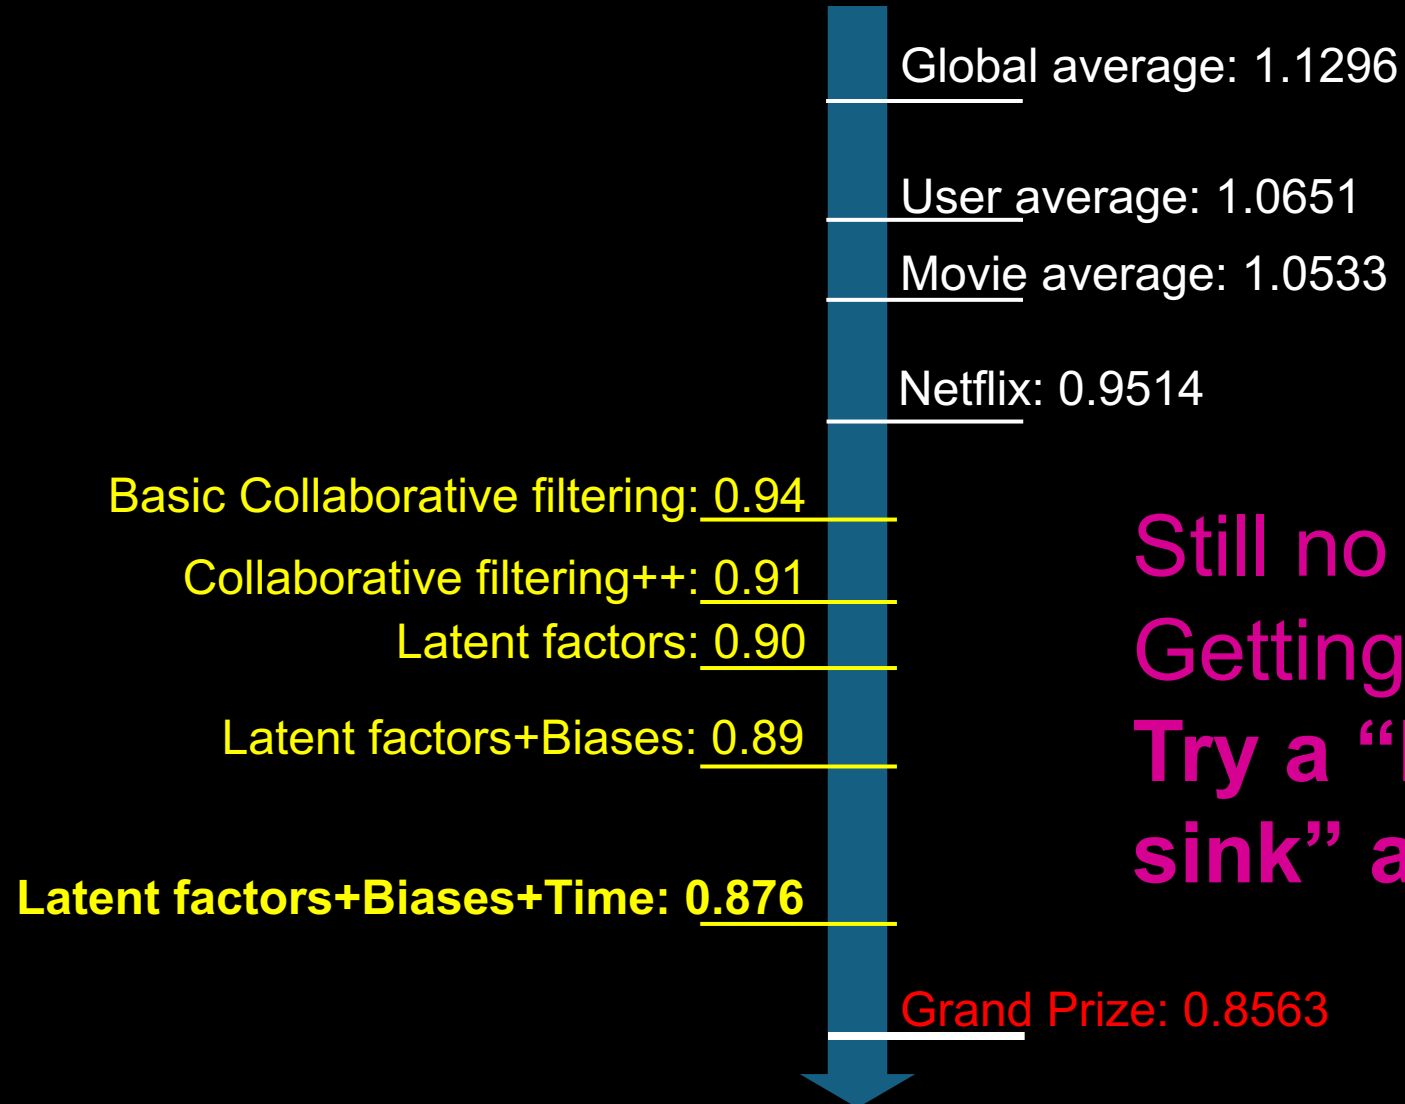 Global average: 1.1296
User average: 1.0651
Movie average: 1.0533
Netflix: 0.9514
Basic Collaborative filtering: 0.94
Collaborative filtering++: 0.91
Latent factors: 0.90
Latent factors+Biases: 0.89
Latent factors+Biases+Time: 0.876
Grand Prize: 0.8563
Still no
Getting
Try a “
sink”